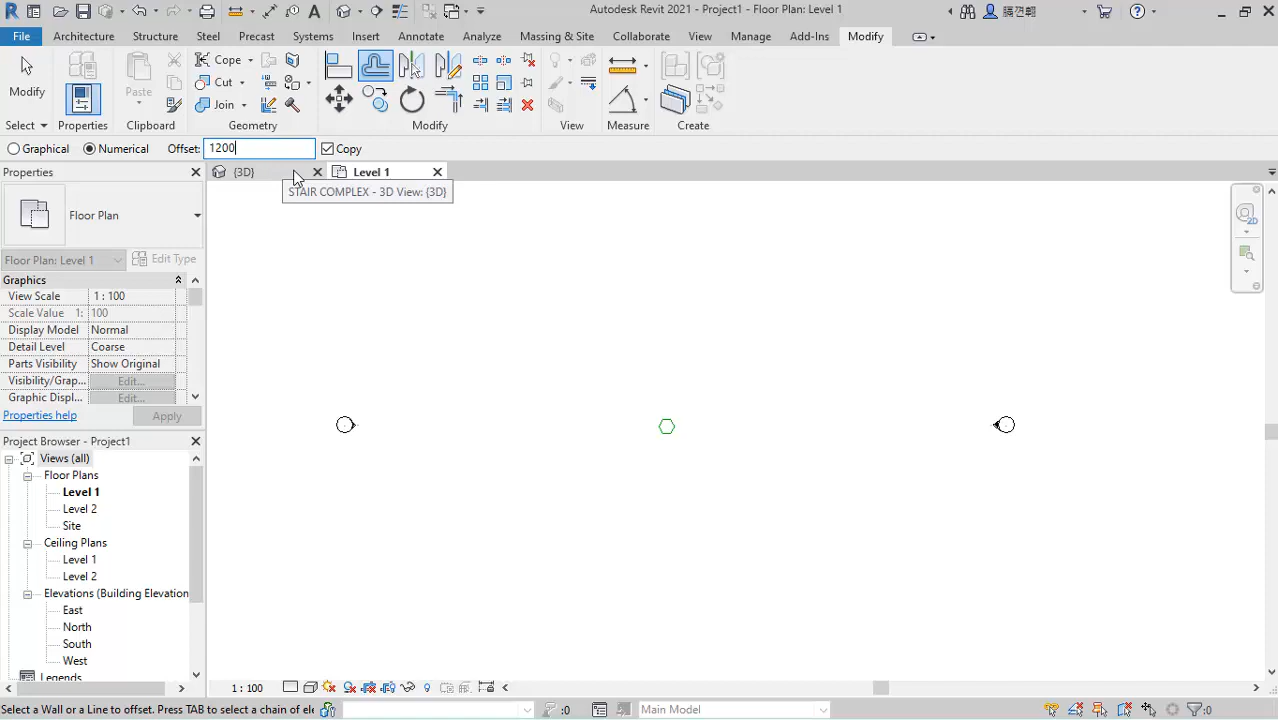 Autodesk Revit 2021 - Project1 - Floor Plan: Level 1
File Architecture Structure Steel Precast Systems Insert Annotate Analyze Massing & Site Collaborate View Manage Add-Ins Modify
Modify Paste Cope
Cut
Join
Select Properties Clipboard Geometry Modify View Measure Create
Graphical Numerical Offset: 1200 Copy
Properties {3D} Level 1
STAIR COMPLEX - 3D View: {3D}
Floor Plan
2D
Floor Plan: Level 1 Edit Type
Graphics
View Scale 1 : 100
Scale Value 1: 100
Display Model Normal
Detail Level Coarse
Parts Visibility Show Original
Visibility/Grap... Edit...
Graphic Displ... Edit...
Properties help Apply
Project Browser - Project1
Views (all)
Floor Plans
Level 1
Level 2
Site
Ceiling Plans
Level 1
Level 2
Elevations (Building Elevation
East
North
South
West
Legends
1 : 100
Select a Wall or a Line to offset. Press TAB to select a chain of ele :0 Main Model :0